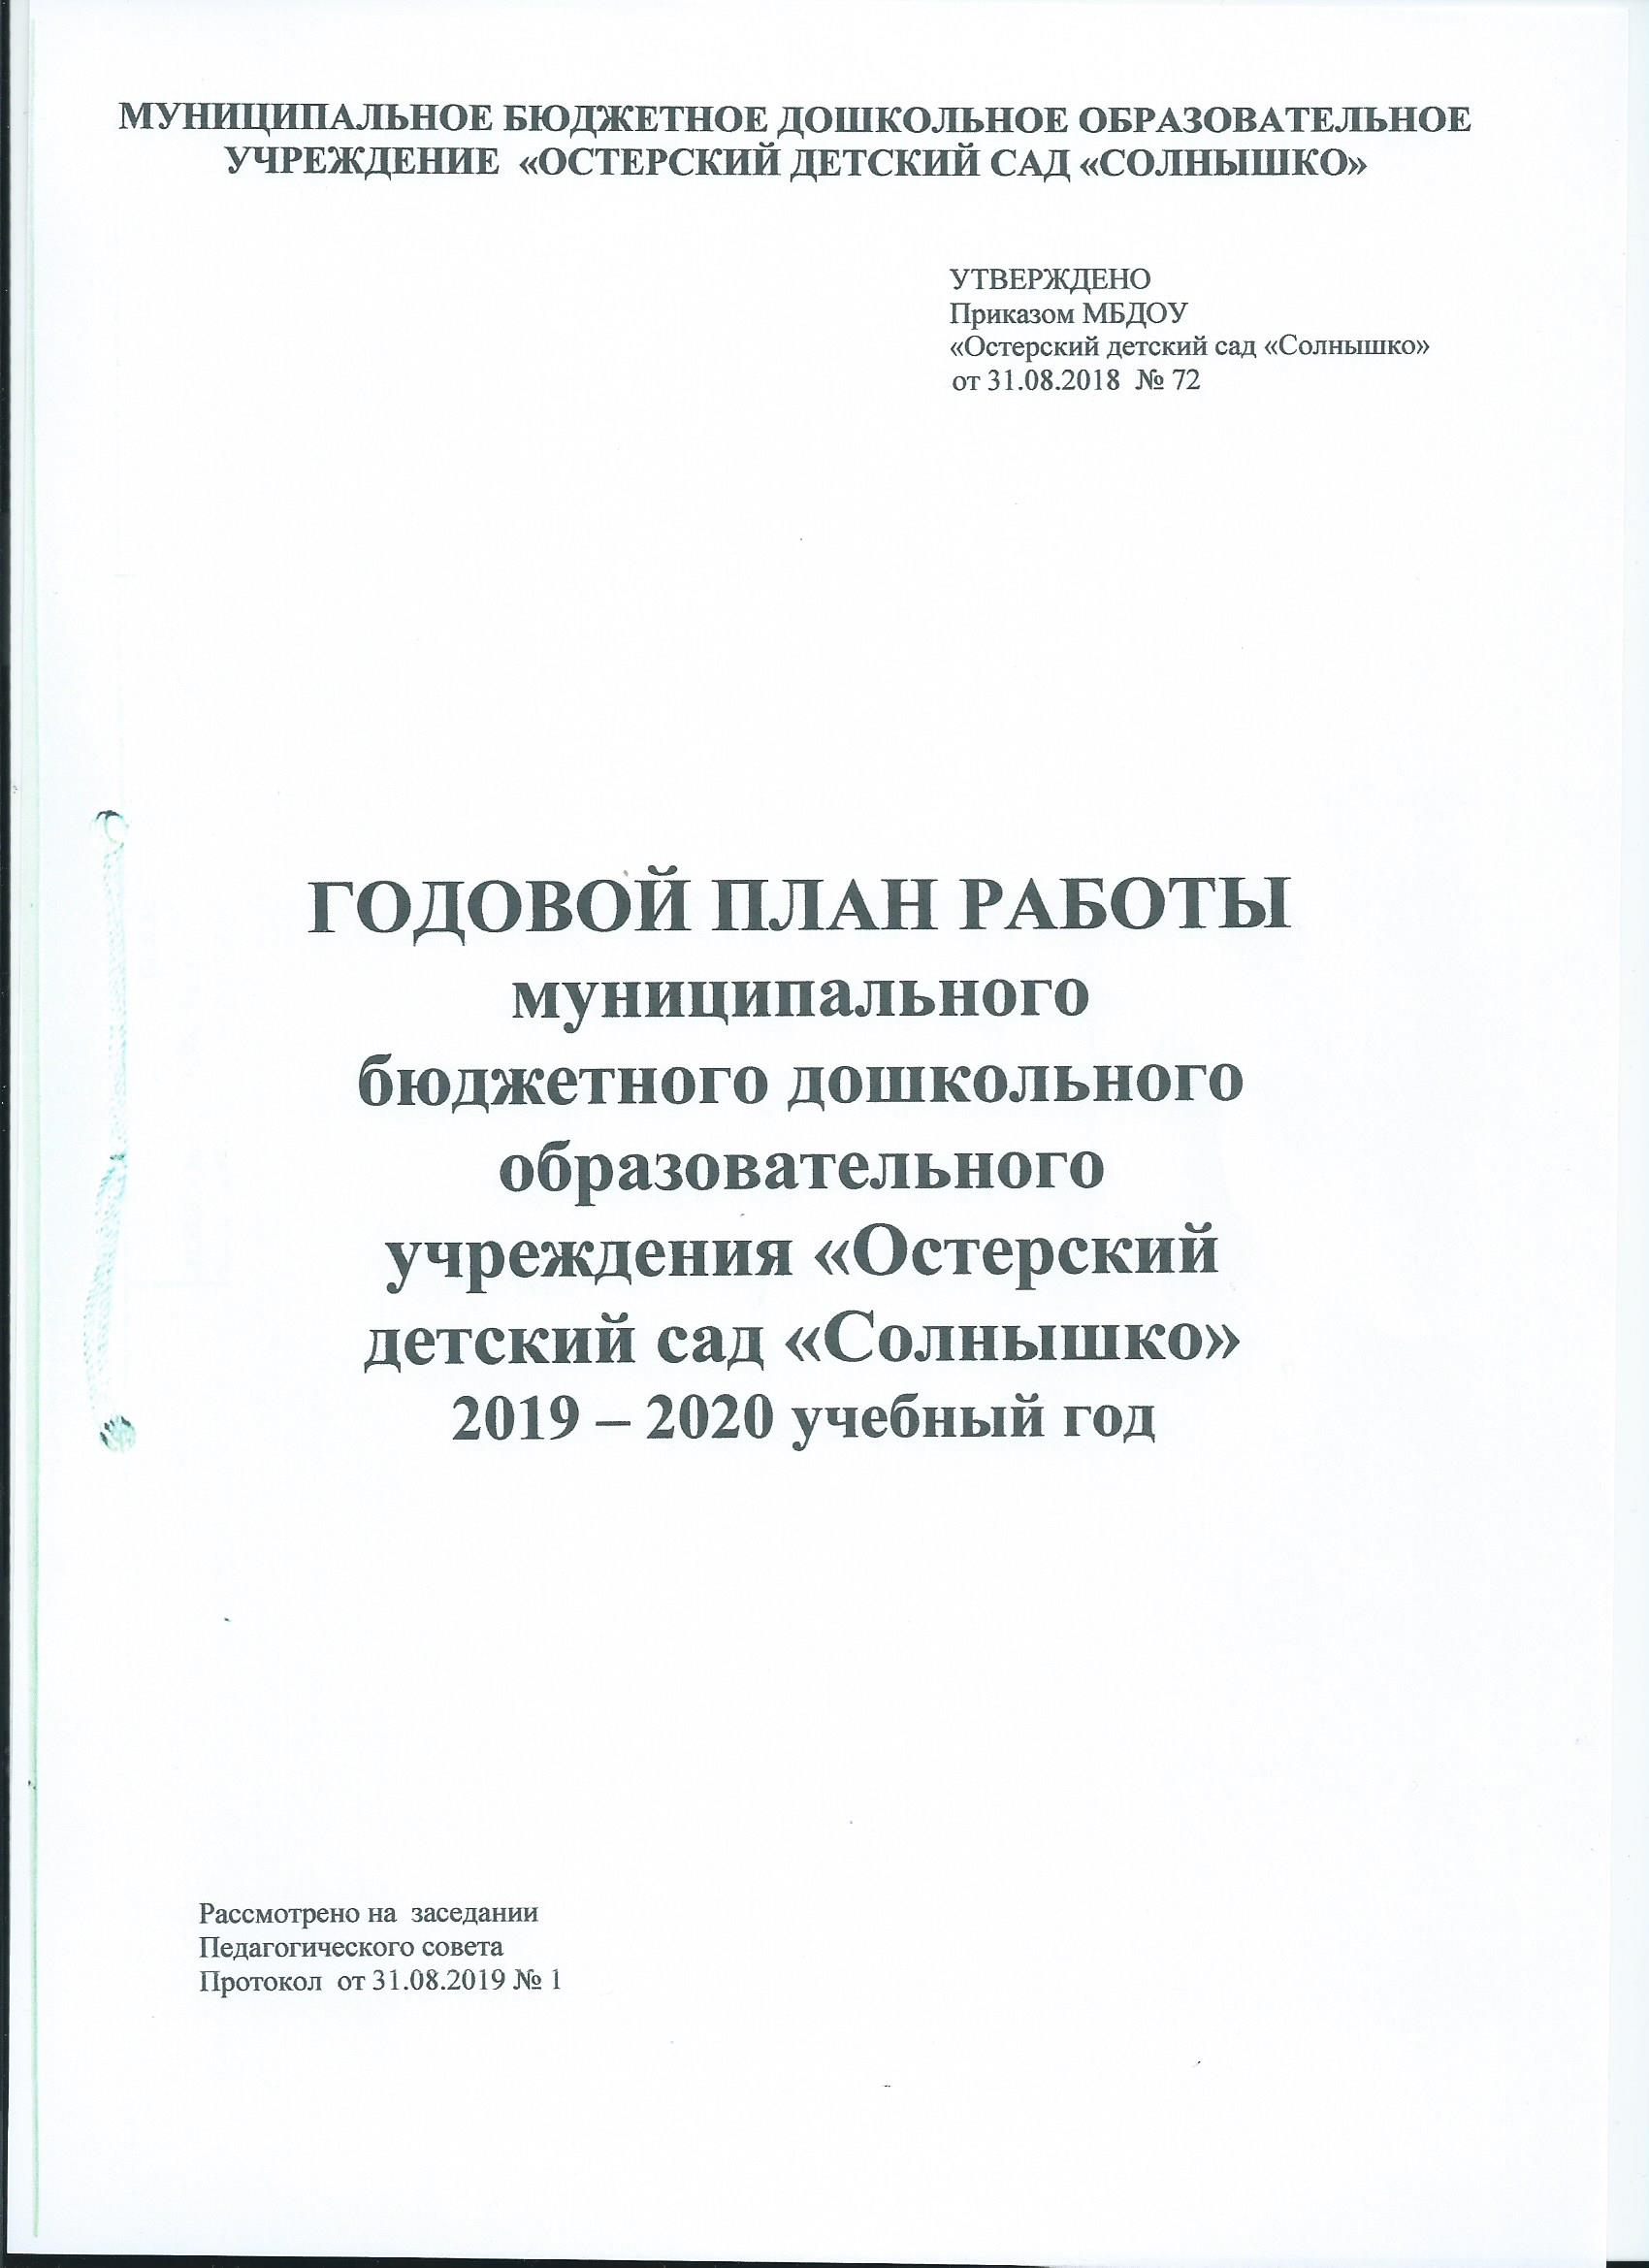 МУНИЦИПАЛЬНОЕ БЮДЖЕТНОЕ ДОШКОЛЬНОЕ ОБРАЗОВАТЕЛЬНОЕ
УЧРЕЖДЕНИЕ «ОСТЕРСКИЙ ДЕТСКИЙ САД «СОЛНЫШКО»
УТВЕРЖДЕНО
Приказом МБДОУ
«Остерский детский сад «Солнышко»
от 31.08.2018 № 72
ГОДОВОЙ ПЛАН РАБОТЫ
муниципального
бюджетного дошкольного
образовательного
учреждения «Остерский
детский сад «Солнышко»
2019 – 2020 учебный год
Рассмотрено на заседании
Педагогического совета
Протокол от 31.08.2019 № 1